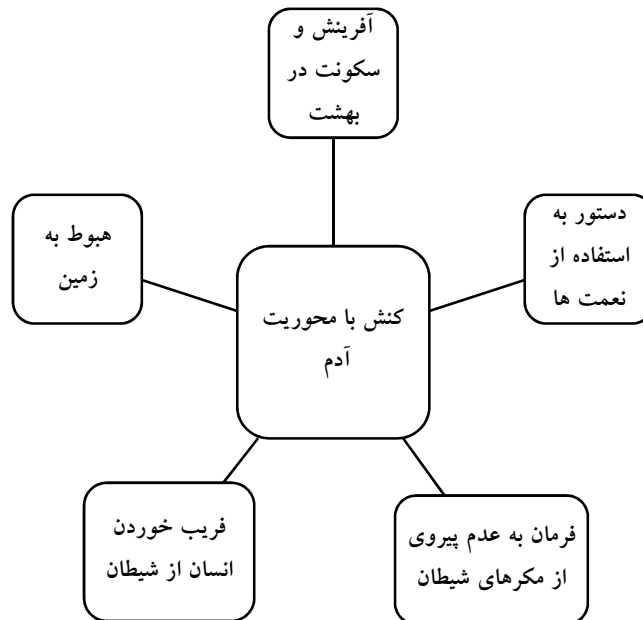 آفرینش و
سکونت در
بهشت
دستور به
استفاده از
نعمت ها
هبوط به
زمین
کنش با محوریت
آدم
فرمان به عدم پیروی
از مکرهای شیطان
فریب خوردن
انسان از شیطان